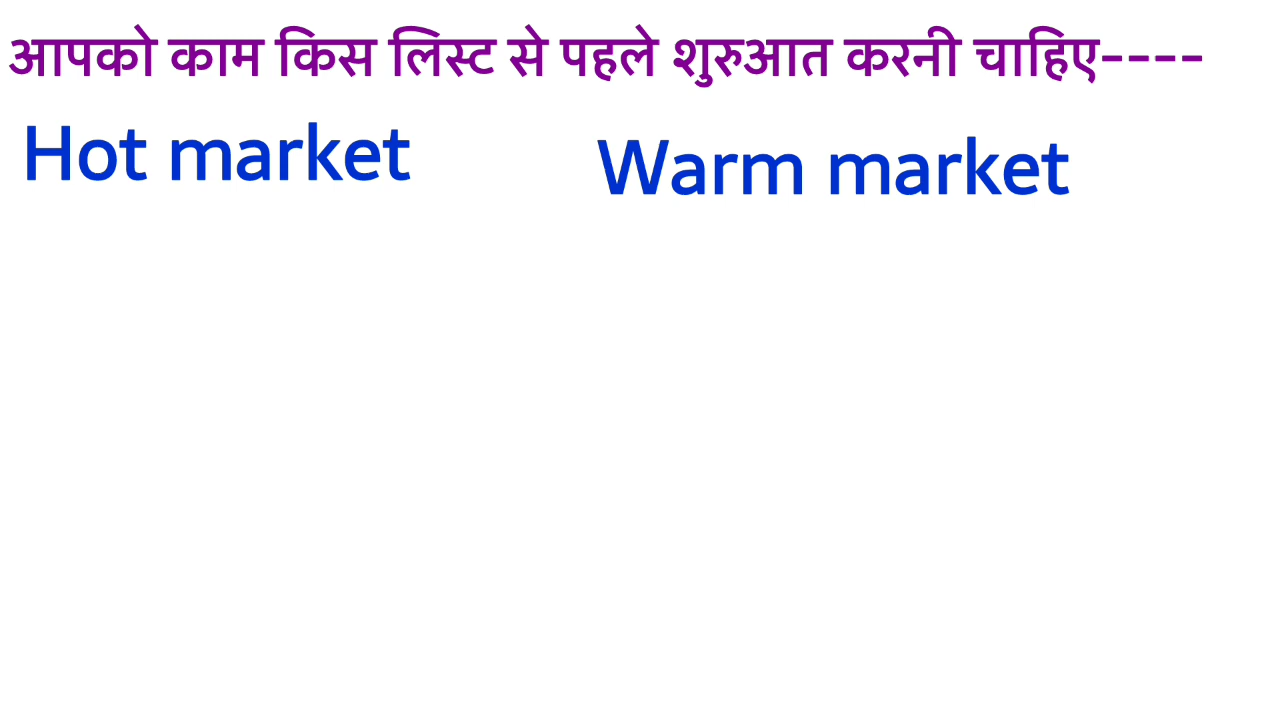 आपको काम किस लिस्ट से पहले शुरुआत करनी चाहिए----
Hot market Warm market